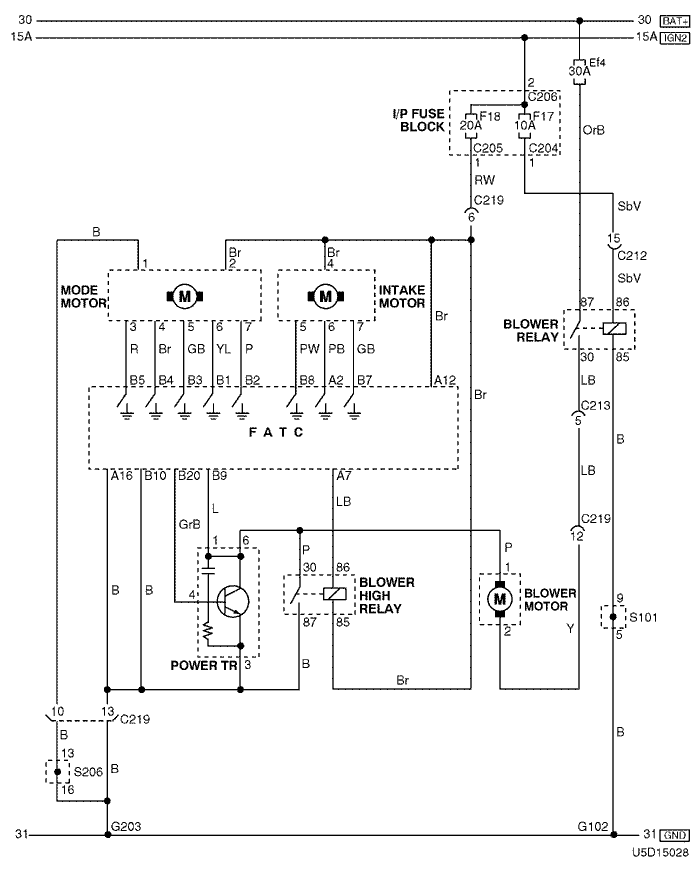 30 30 BAT+
15A 15A IGN2
Ef4
30A
2
C206
I/P FUSE
BLOCK
F18 F17
20A 10A
OrB
C205 C204
1 1
RW
C219
6
SbV
15
C212
SbV
B
1
Br
2
Br
4
MODE
MOTOR
M
M
INTAKE
MOTOR
87 86
BLOWER
RELAY
30 85
3 4 5 6 7 5 6 7
R Br GB YL P PW PB GB
Br
B5 B4 B3 B1 B2 B8 A2 B7 A12
LB
C213
5
Br
F A T C
B
A16 B10 B20 B9 A7
LB
LB
L
GrB
C219
12
1 6
P
P
30 86
1
4
BLOWER
HIGH
RELAY
M
BLOWER
MOTOR
B B
87 85
2
Y
9
S101
5
POWER TR 3
B
Br
10 13 C219
B
13
B
S206
16
B
G203
G102
31 31 GND
U5D15028